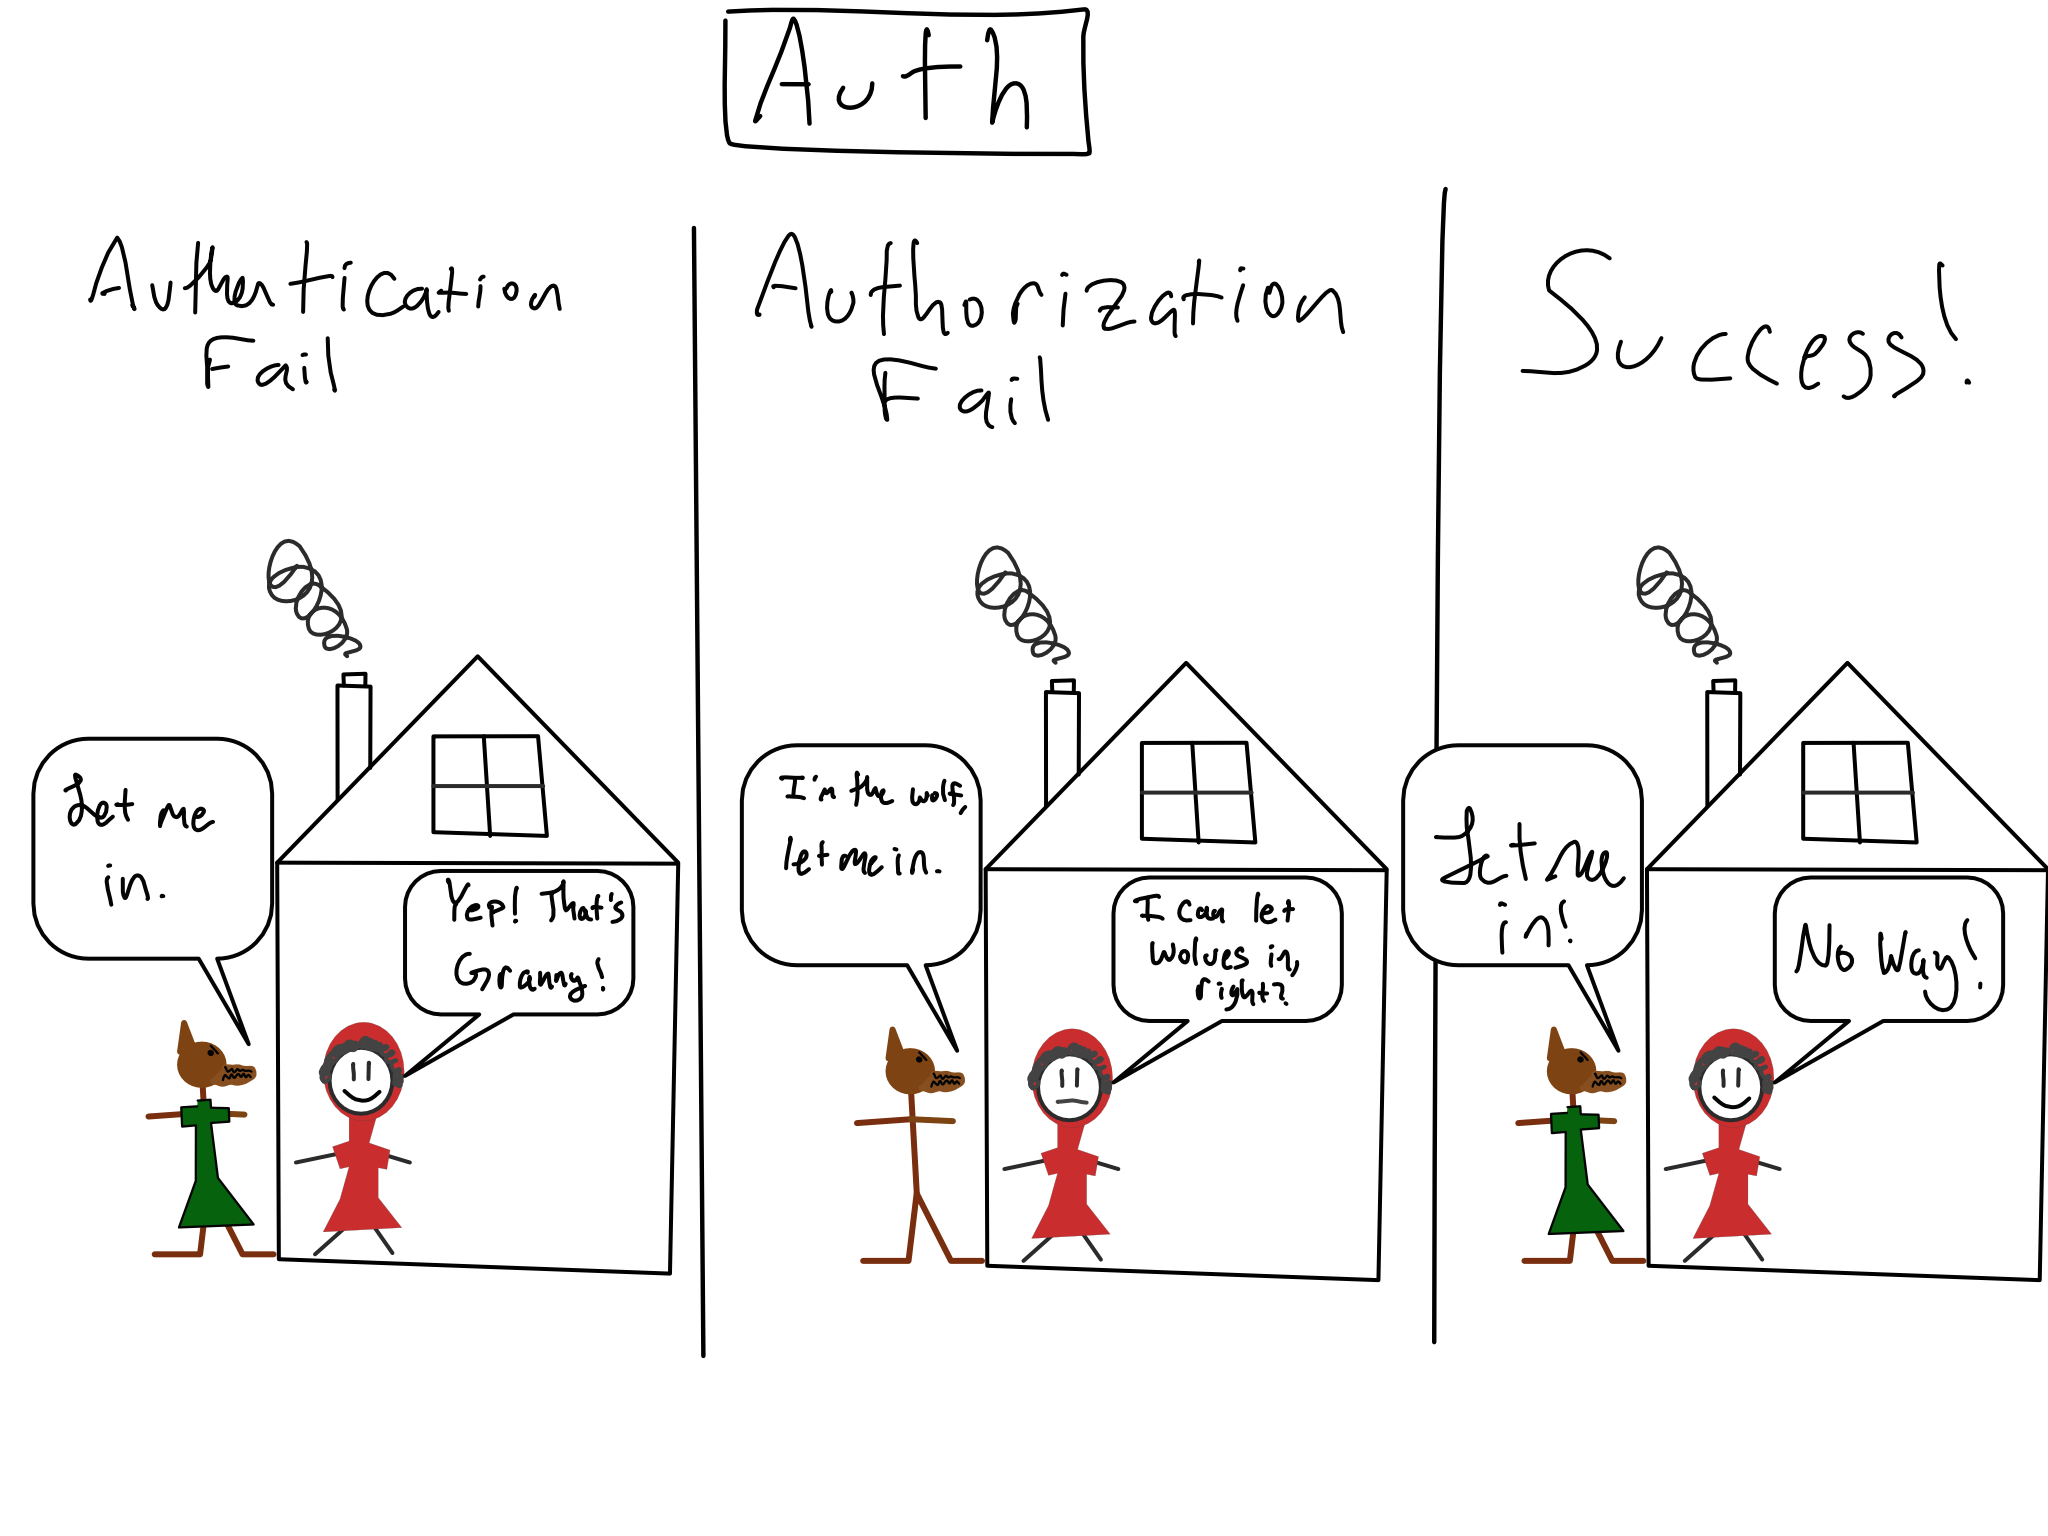 Auth
Authentication
Fail
Let me
in.
Yep! That's
Granny!
Authorization
Fail
I'm the wolf,
let me in.
I can let
wolves in,
right?
Success!
Let me
in!
No Way!